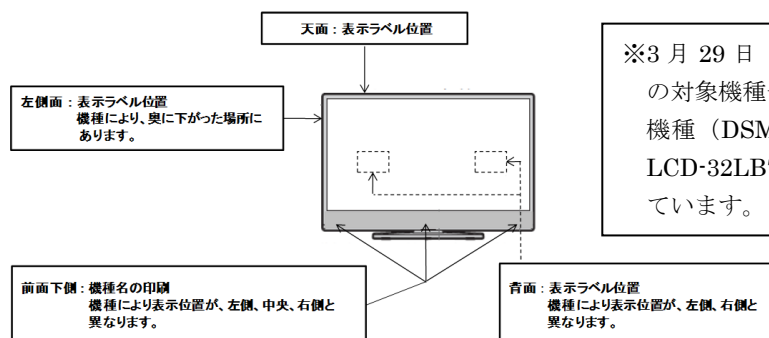 天面：表示ラベル位置
※3 月 29 日
の対象機種
機種（DSM
LCD-32LB
ています。
左側面：表示ラベル位置
機種により、奥に下がった場所に
あります。
前面下側：機種名の印刷
機種により表示位置が、左側、中央、右側と
異なります。
背面：表示ラベル位置
機種により表示位置が、左側、右側と
異なります。